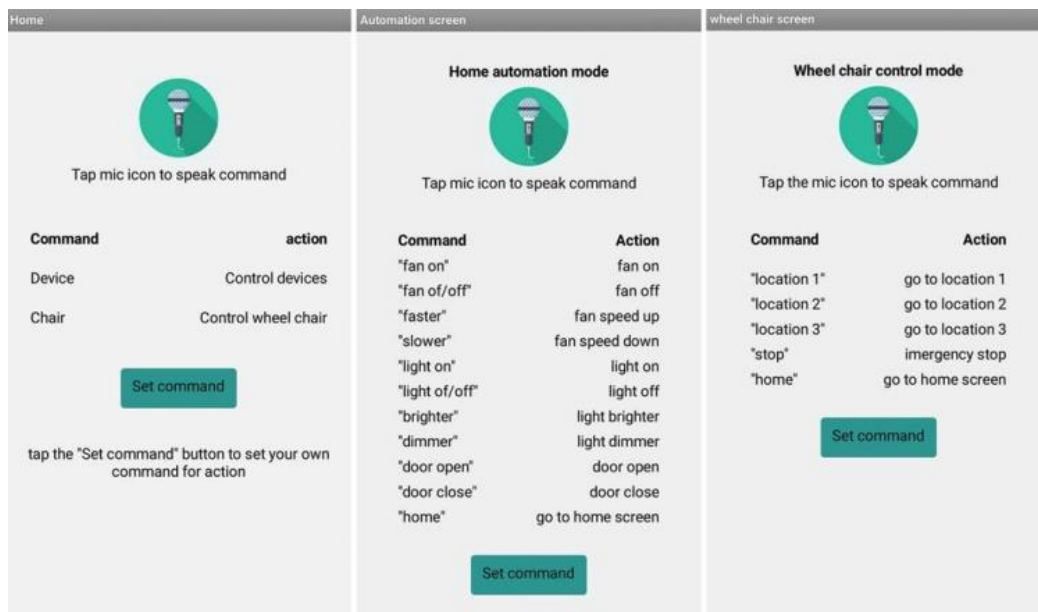 Home
Tap mic icon to speak command
Command action
Device Control devices
Chair Control wheel chair
Set command
tap the "Set command" button to set your own
command for action
Automation screen
Home automation mode
Tap mic icon to speak command
Command Action
"fan on" fan on
"fan of/off" fan off
"faster" fan speed up
"slower" fan speed down
"light on" light on
"light of/off" light off
"brighter" light brighter
"dimmer" light dimmer
"door open" door open
"door close" door close
"home" go to home screen
Set command
wheel chair screen
Wheel chair control mode
Tap the mic icon to speak command
Command Action
"location 1" go to location 1
"location 2" go to location 2
"location 3" go to location 3
"stop" imergency stop
"home" go to home screen
Set command